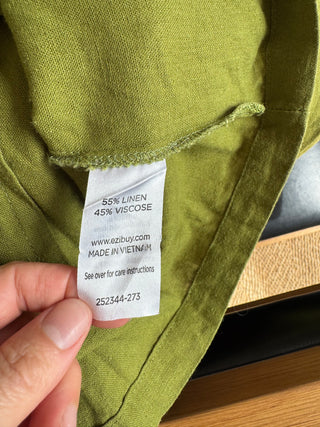 55% LINEN
45% VISCOSE
www.ezibuy.com
MADE IN VIETNAM
See over for care instructions
252344-273